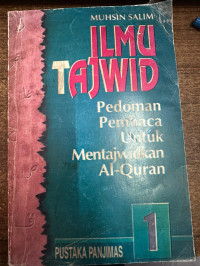 MUHSIN SALIM
ILMU
TAJWID
Pedoman
Pembaca
Untuk
Mentajwidkan
Al-Quran
1
PUSTAKA PANJIMAS